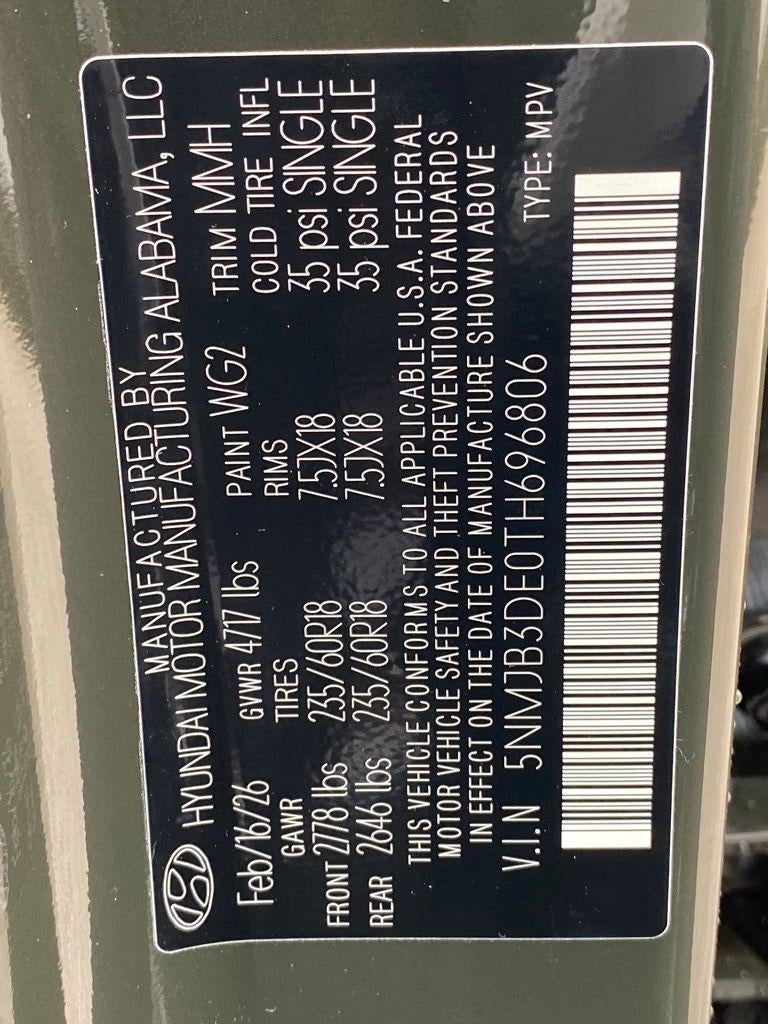 MANUFACTURED BY
HYUNDAI MOTOR MANUFACTURING ALABAMA, LLC
Feb/16/26 GVWR 4717 lbs PAINT WG2 TRIM MMH
GAWR TIRES RIMS COLD TIRE INFL
FRONT 2778 lbs 235/60R18 7.5JX18 35 psi SINGLE
REAR 2646 lbs 235/60R18 7.5JX18 35 psi SINGLE
THIS VEHICLE CONFORMS TO ALL APPLICABLE U.S.A. FEDERAL
MOTOR VEHICLE SAFETY AND THEFT PREVENTION STANDARDS
IN EFFECT ON THE DATE OF MANUFACTURE SHOWN ABOVE
V.I.N 5NMJB3DE0TH696806 TYPE: MPV